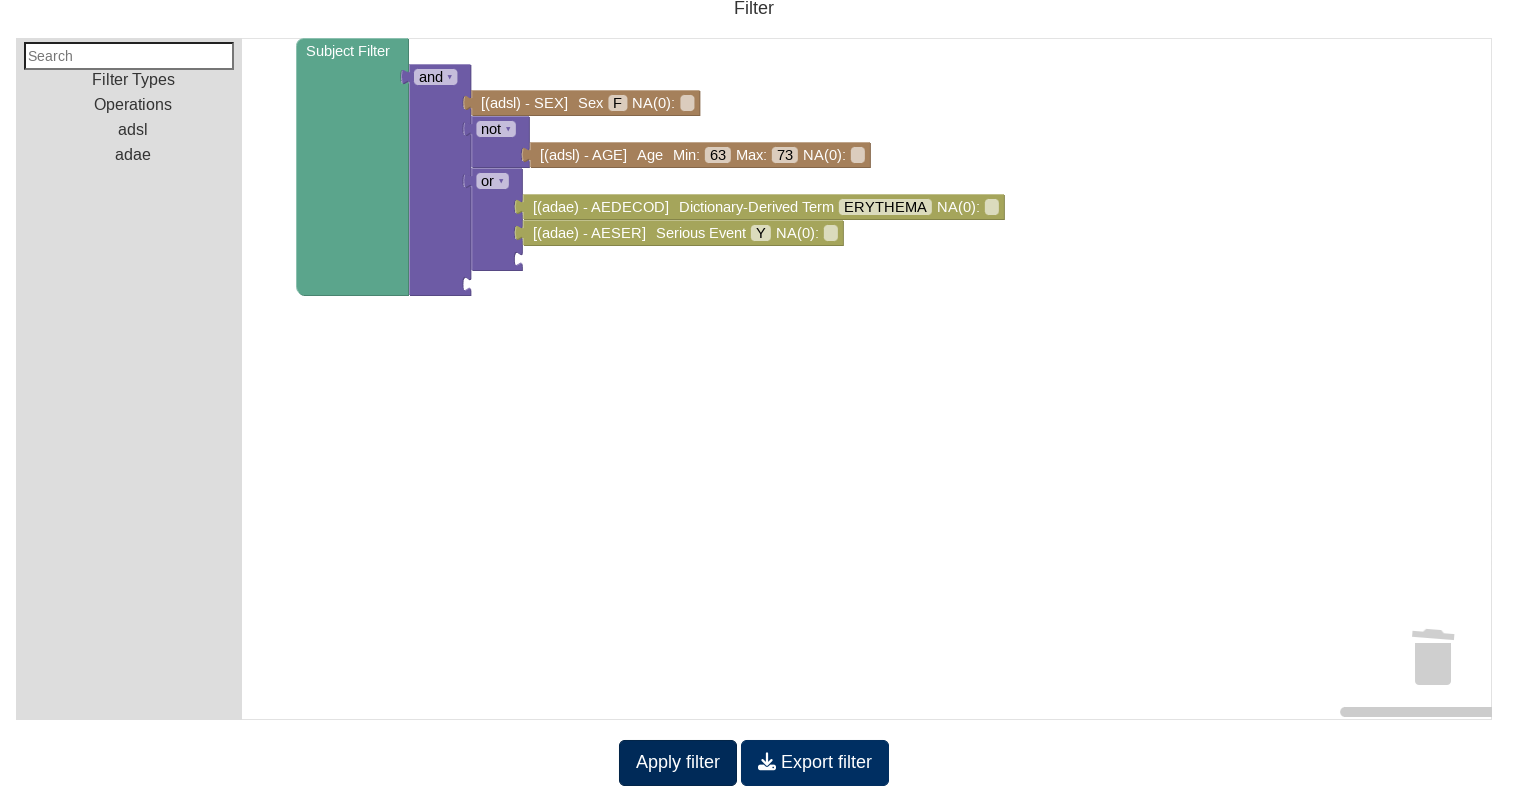 Filter
Search
Filter Types
Operations
adsl
adae
Subject Filter
and
[(adsl) - SEX] Sex F NA(0):
not
[(adsl) - AGE] Age Min: 63 Max: 73 NA(0):
or
[(adae) - AEDECOD] Dictionary-Derived Term ERYTHEMA NA(0):
[(adae) - AESER] Serious Event Y NA(0):
Apply filter
Export filter